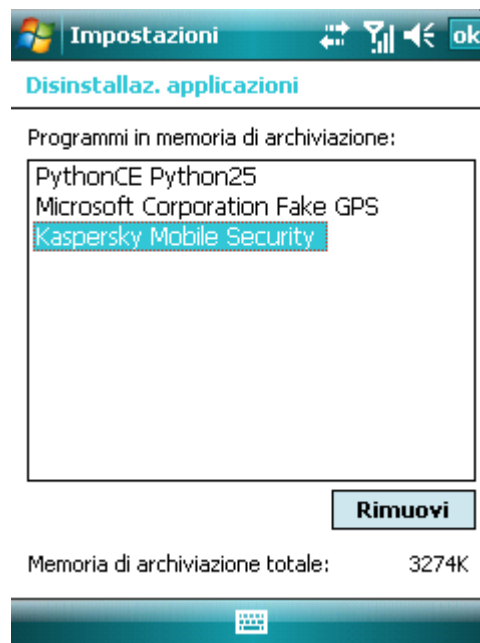 Impostazioni
ok
Disinstallaz. applicazioni
Programmi in memoria di archiviazione:
PythonCE Python25
Microsoft Corporation Fake GPS
Kaspersky Mobile Security
Rimuovi
Memoria di archiviazione totale: 3274K